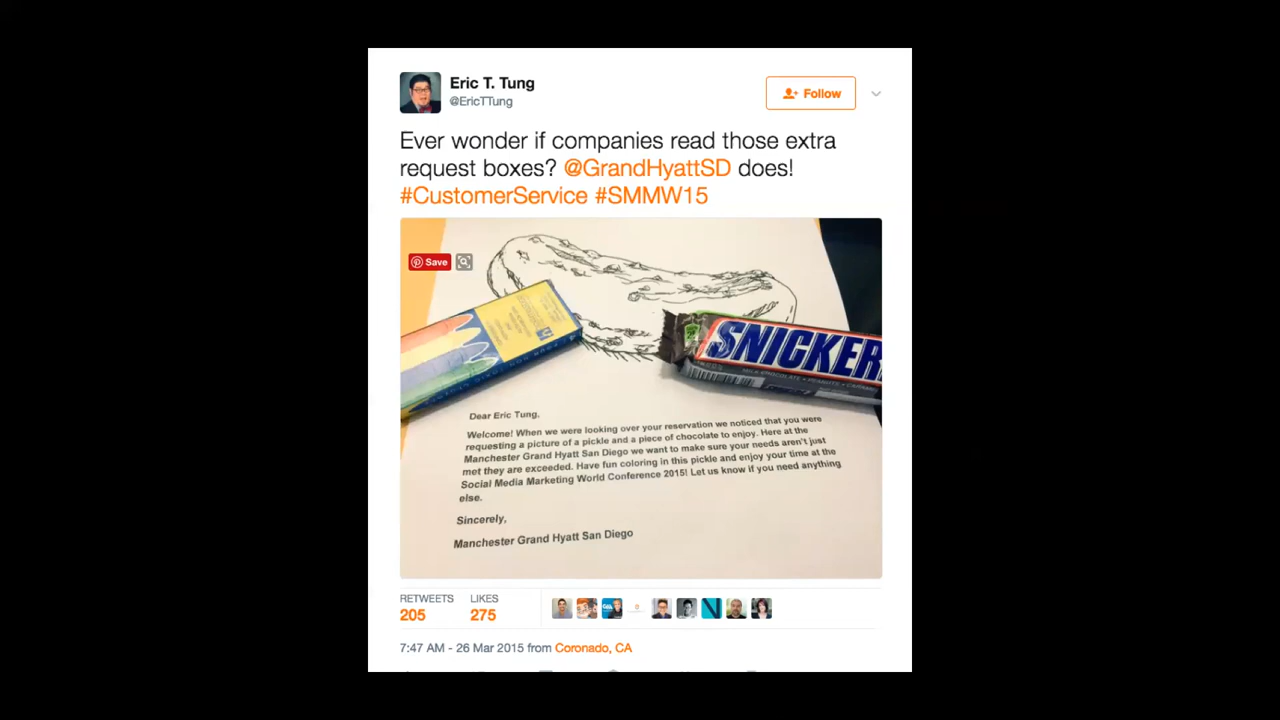 Eric T. Tung
@EricTTung
Follow
Ever wonder if companies read those extra
request boxes? @GrandHyattSD does!
#CustomerService #SMMW15
Save
SNICKER
MILK CHOCOLATE • PEANUTS • CARAMEL
Dear Eric Tung,
Welcome! When we were looking over your reservation we noticed that you were
requesting a picture of a pickle and a piece of chocolate to enjoy. Here at the
Manchester Grand Hyatt San Diego we want to make sure your needs aren't just
met they are exceeded. Have fun coloring in this pickle and enjoy your time at the
Social Media Marketing World Conference 2015! Let us know if you need anything
else.
Sincerely,
Manchester Grand Hyatt San Diego
RETWEETS LIKES
205 275
7:47 AM - 26 Mar 2015 from Coronado, CA